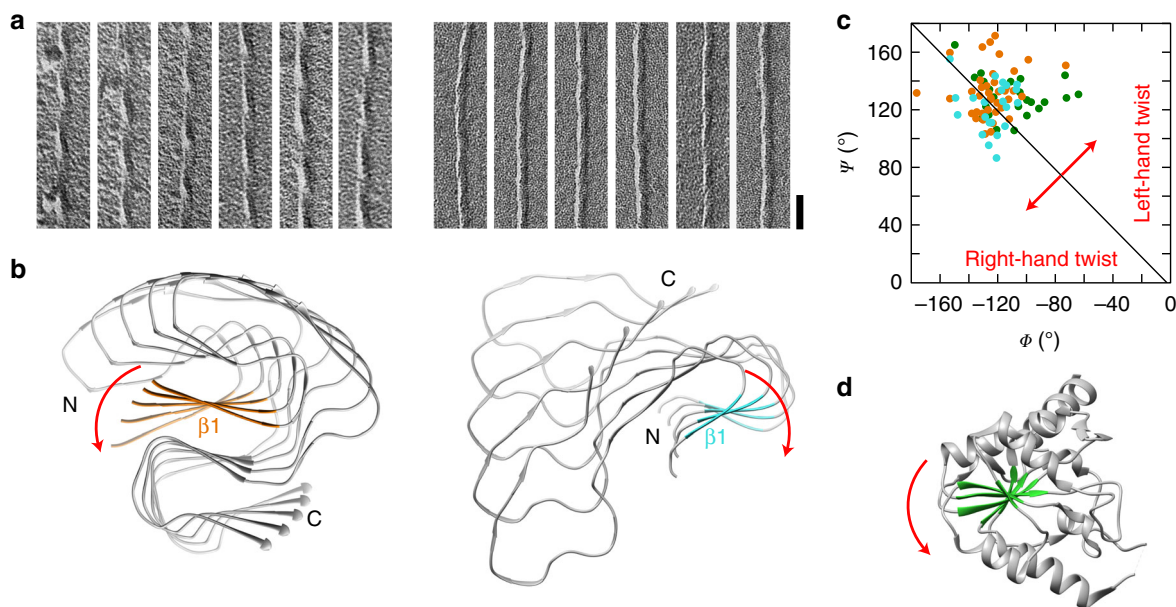 a
b
N
β1
C
C
N
β1
c
160
120
80
40
0
−160
−120
−80
−40
0
Ψ (°)
Φ (°)
Left-hand twist
Right-hand twist
d